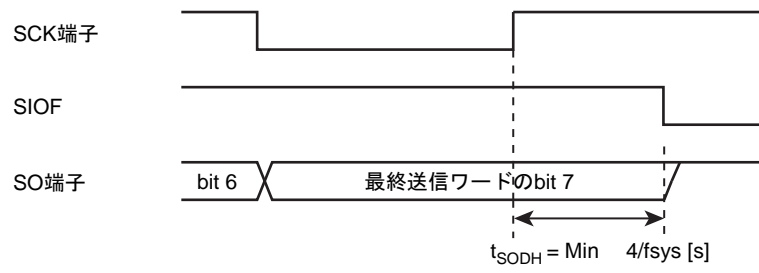 SCK端子
SIOF
SO端子 bit 6 最終送信ワードのbit 7
tSODH = Min 4/fsys [s]